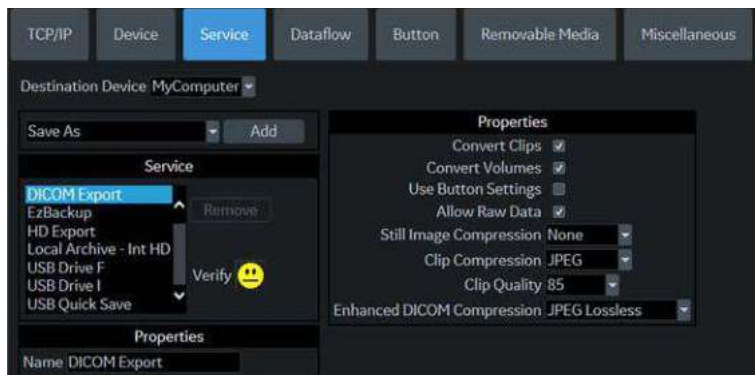 TCP/IP Device Service Dataflow Button Removable Media Miscellaneous
Destination Device MyComputer
Save As Add
Service
DICOM Export
EzBackup
HD Export
Local Archive - Int HD
USB Drive F
USB Drive I
USB Quick Save
Remove
Verify
Properties
Name DICOM Export
Properties
Convert Clips
Convert Volumes
Use Button Settings
Allow Raw Data
Still Image Compression None
Clip Compression JPEG
Clip Quality 85
Enhanced DICOM Compression JPEG Lossless